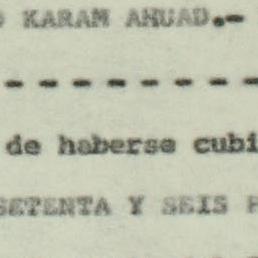 KARAM AHUAD.-
- - - - - - - -
de haberse cubi
SETENTA Y SEIS